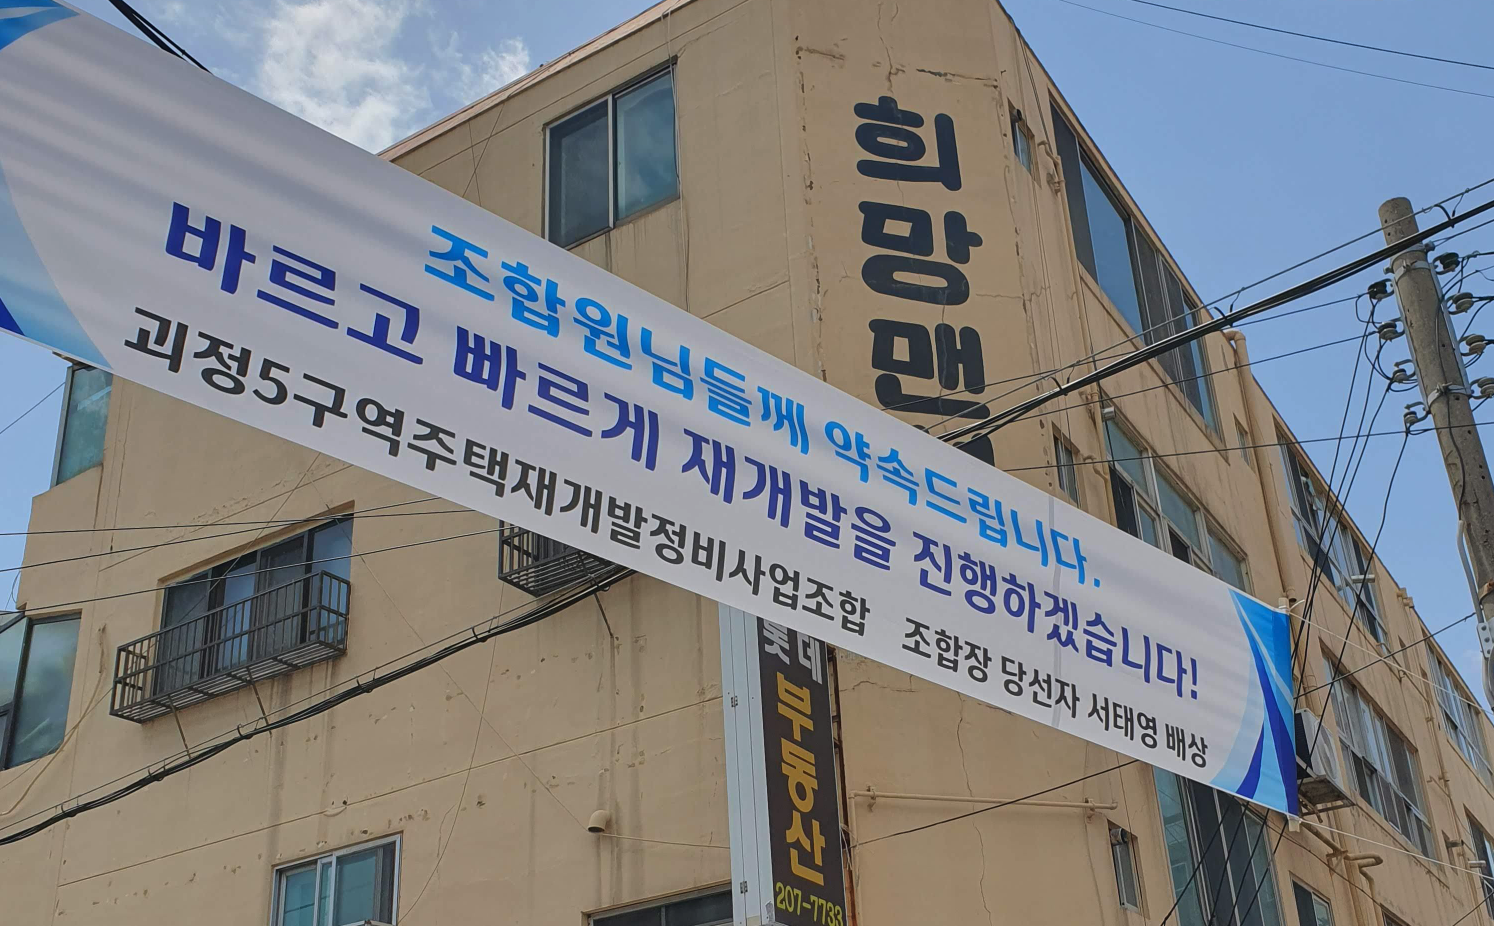 조합원님들께 약속드립니다.
바르고 빠르게 재개발을 진행하겠습니다!
괴정5구역주택재개발정비사업조합 조합장 당선자 서태영 배상
희망맨
롯데
부동산
207-7733